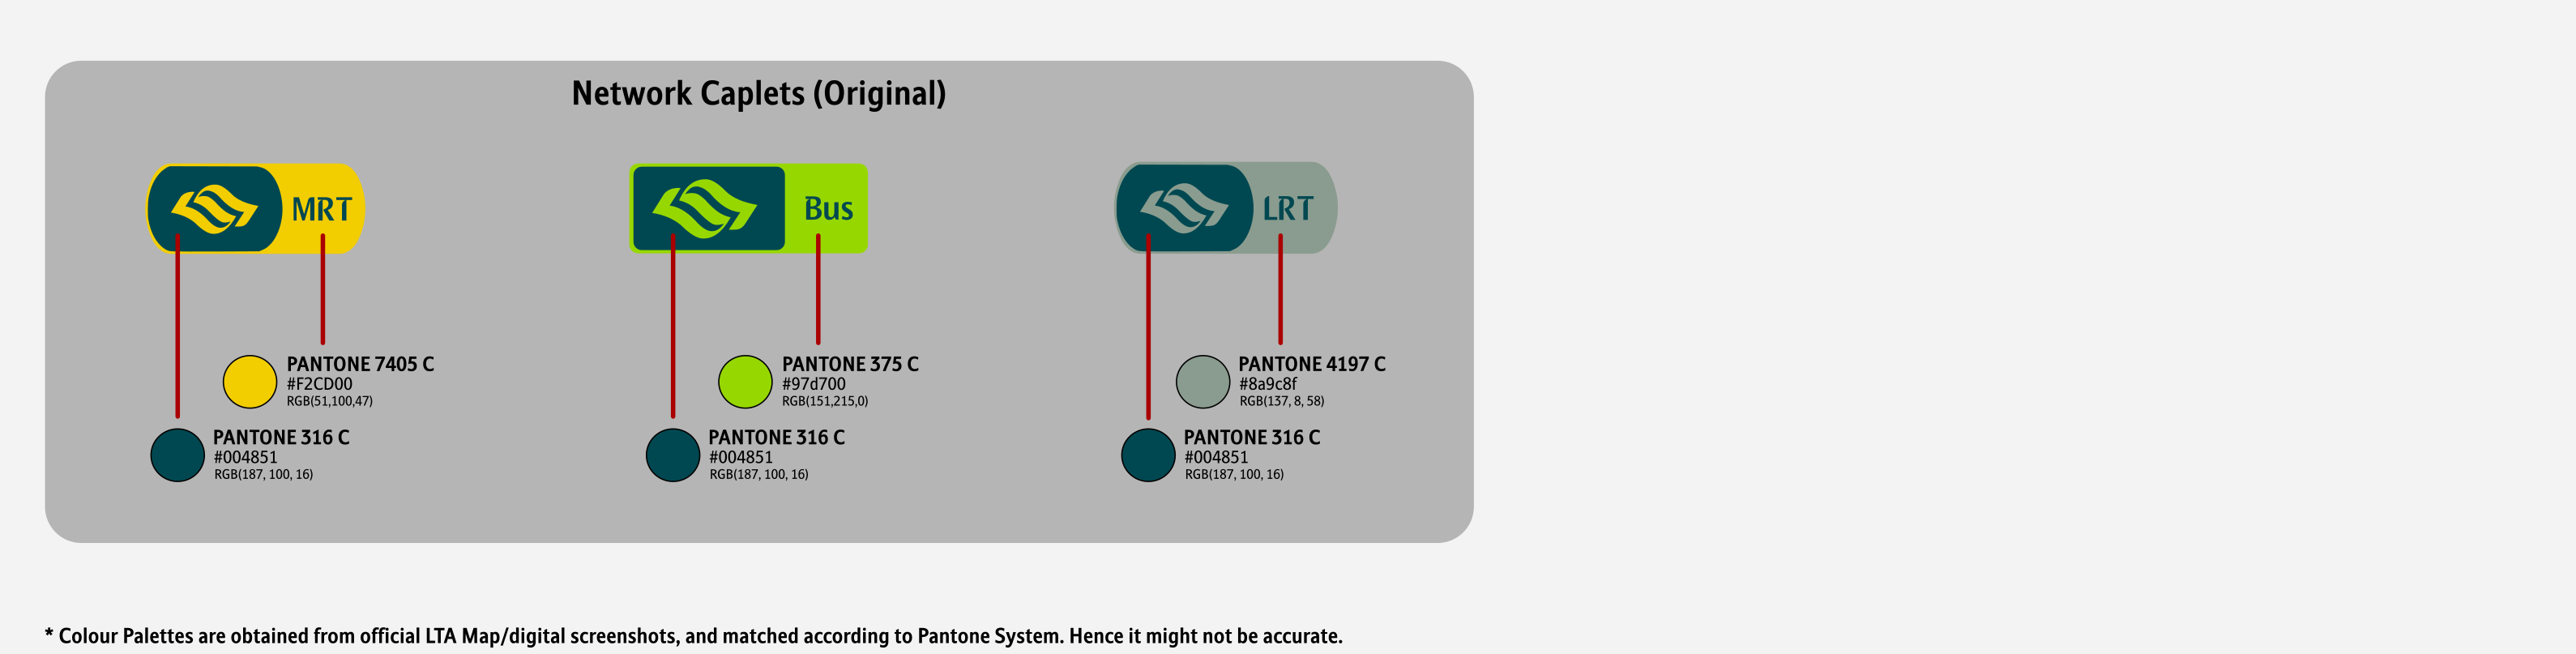 Network Caplets (Original)
MRT
Bus
LRT
PANTONE 7405 C
#F2CD00
RGB(51,100,47)
PANTONE 316 C
#004851
RGB(187, 100, 16)
PANTONE 375 C
#97d700
RGB(151,215,0)
PANTONE 316 C
#004851
RGB(187, 100, 16)
PANTONE 4197 C
#8a9c8f
RGB(137, 8, 58)
PANTONE 316 C
#004851
RGB(187, 100, 16)
* Colour Palettes are obtained from official LTA Map/digital screenshots, and matched according to Pantone System. Hence it might not be accurate.